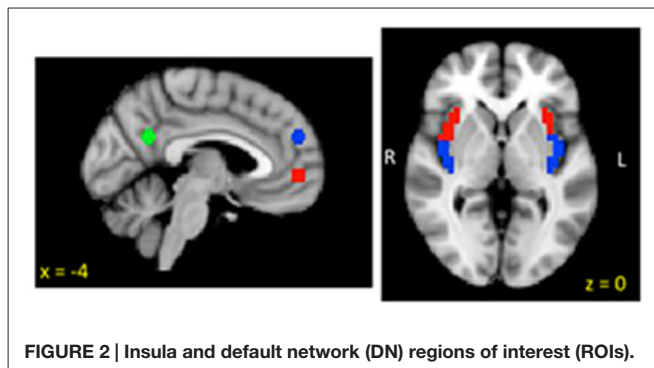 x = -4
R
L
z = 0
FIGURE 2 | Insula and default network (DN) regions of interest (ROIs).